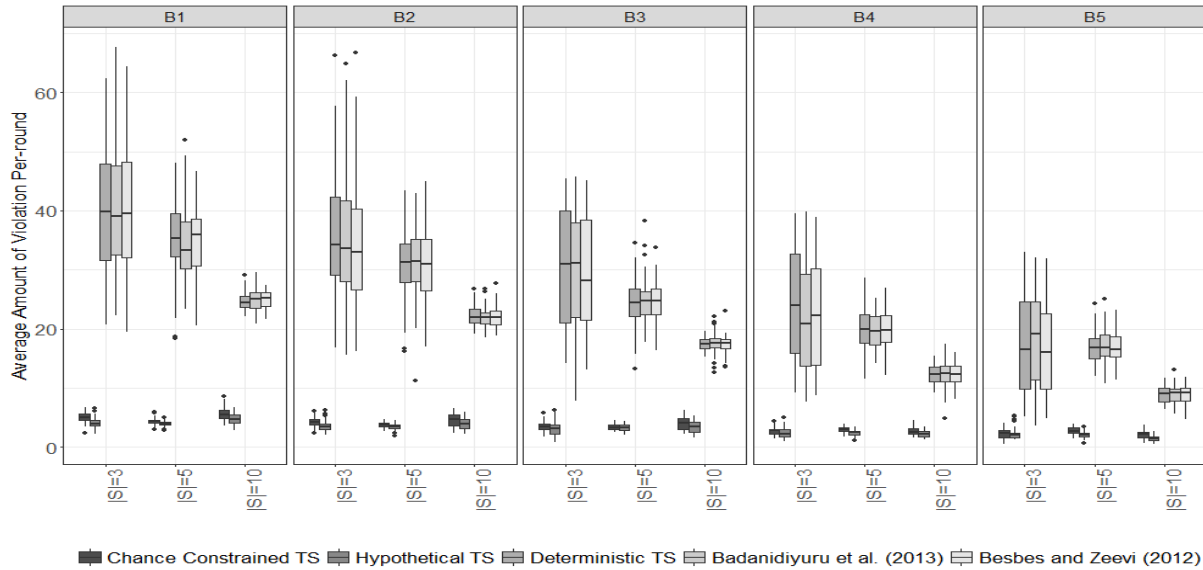 B1 B2 B3 B4 B5
Average Amount of Violation Per-round
60
40
20
0
|S|=3 |S|=5 |S|=10 |S|=3 |S|=5 |S|=10 |S|=3 |S|=5 |S|=10 |S|=3 |S|=5 |S|=10 |S|=3 |S|=5 |S|=10
Chance Constrained TS Hypothetical TS Deterministic TS Badanidiyuru et al. (2013) Besbes and Zeevi (2012)